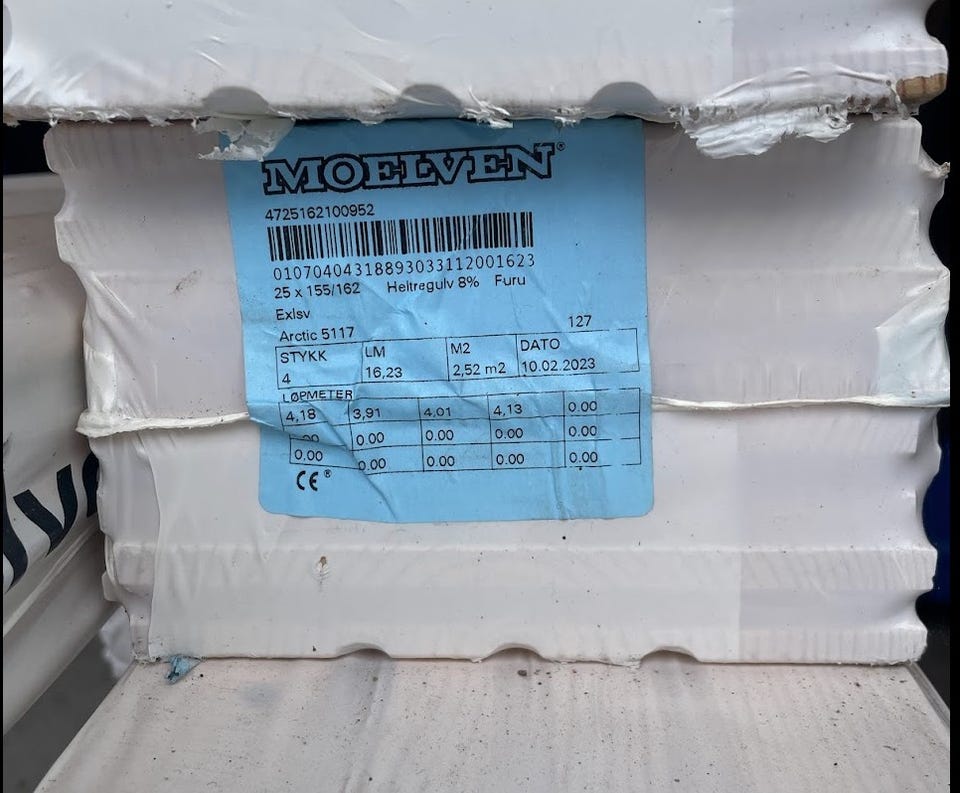 MOELVEN®
4725162100952
01070404318893033112001623
25 x 155/162 Heltregulv 8% Furu
Exlsv
Arctic 5117 127
STYKK LM M2 DATO
4 16,23 2,52 m2 10.02.2023
LØPMETER
4,18 3,91 4,01 4,13 0.00
0.00 0.00 0.00 0.00
0.00 0.00 0.00 0.00 0.00
CE®